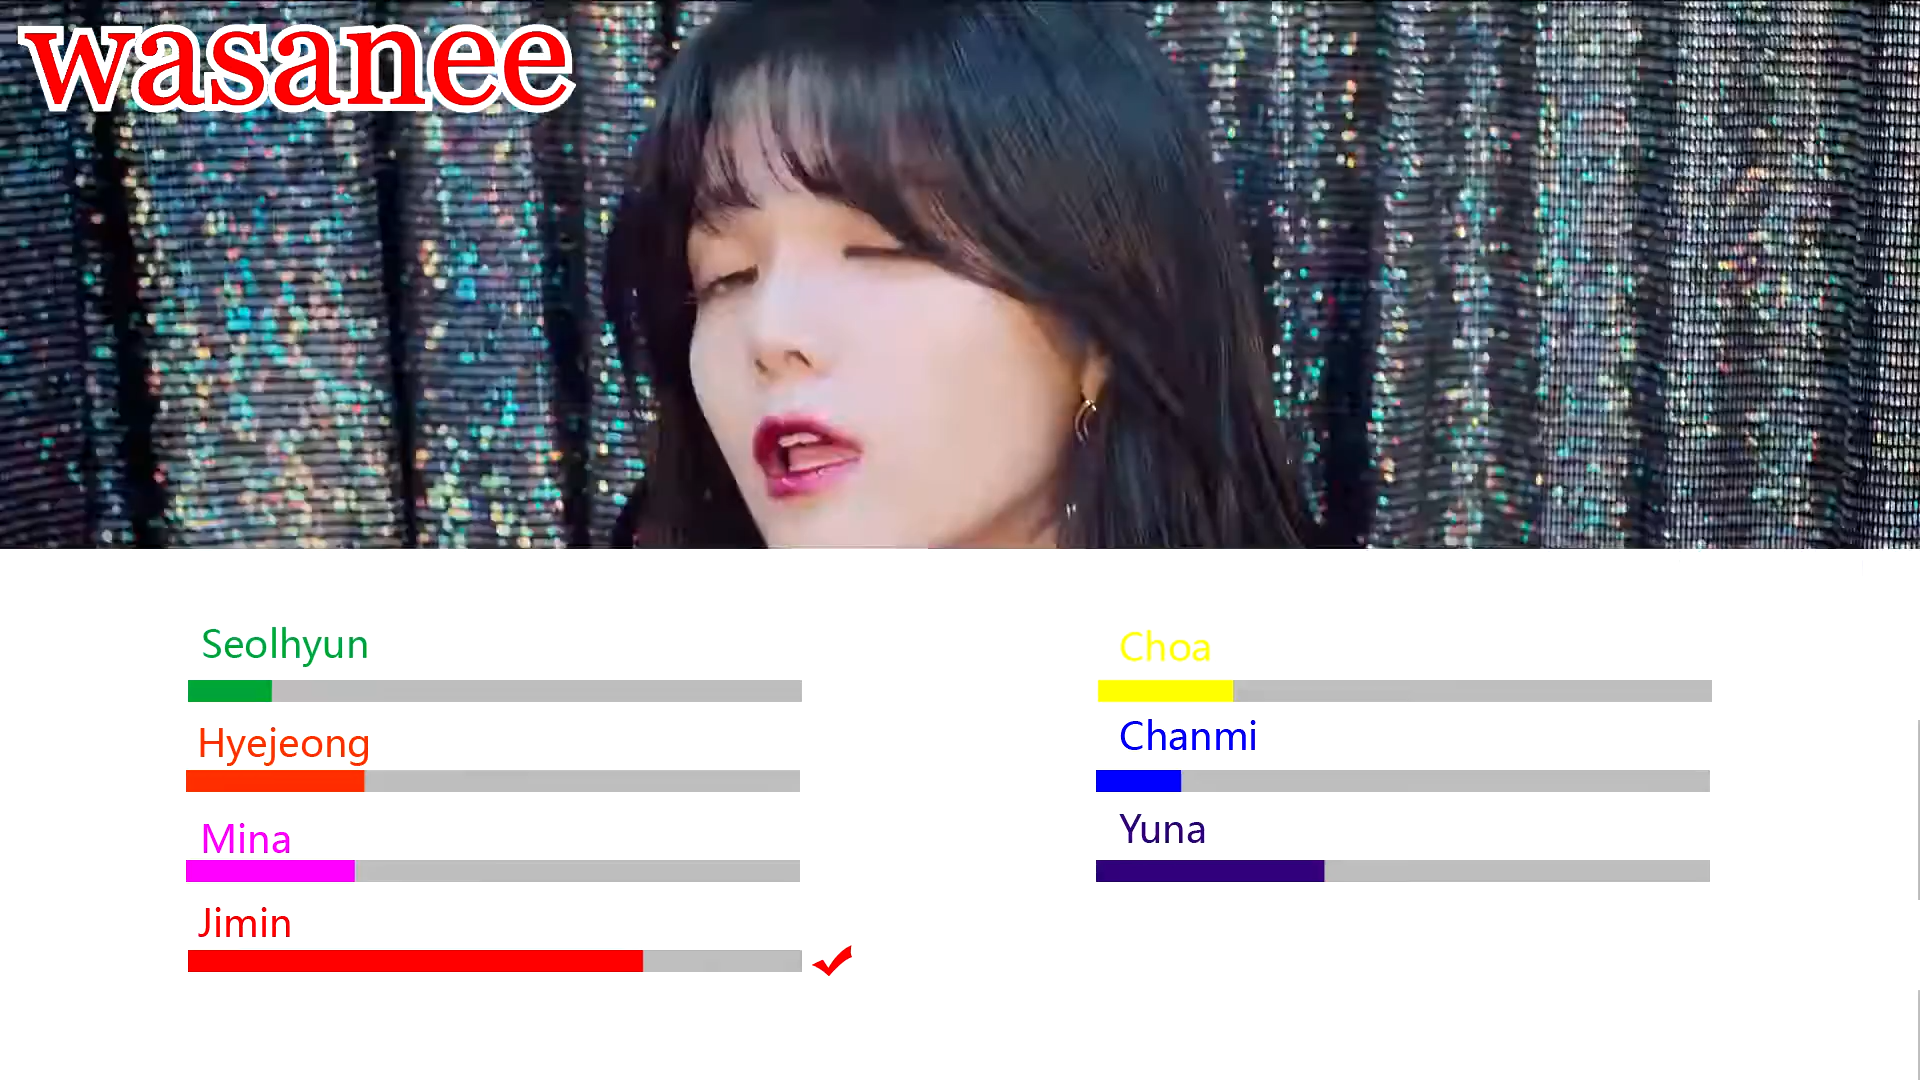 wasanee
Seolhyun
Hyejeong
Mina
Jimin
Choa
Chanmi
Yuna